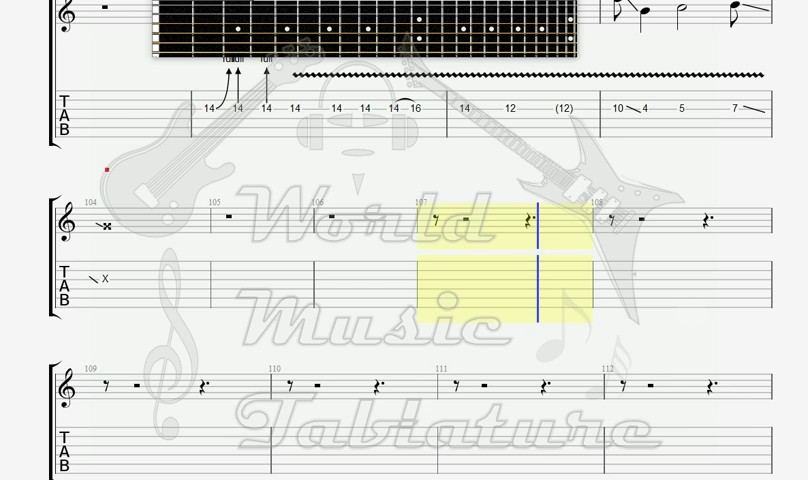 full full full
T A B 14 14 14 14 14 14 14 16 14 12 (12) 10 4 5 7
104 105 106 107 108
World
T A B X
Music
109 110 111 112
Tabiature
T A B